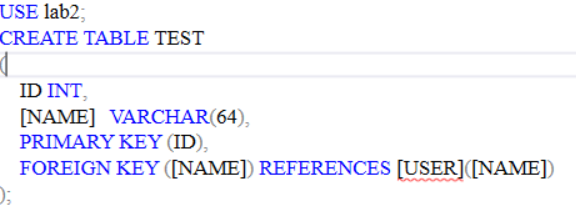 USE lab2;
CREATE TABLE TEST
(
ID INT,
[NAME] VARCHAR(64),
PRIMARY KEY (ID),
FOREIGN KEY ([NAME]) REFERENCES [USER]([NAME])
);